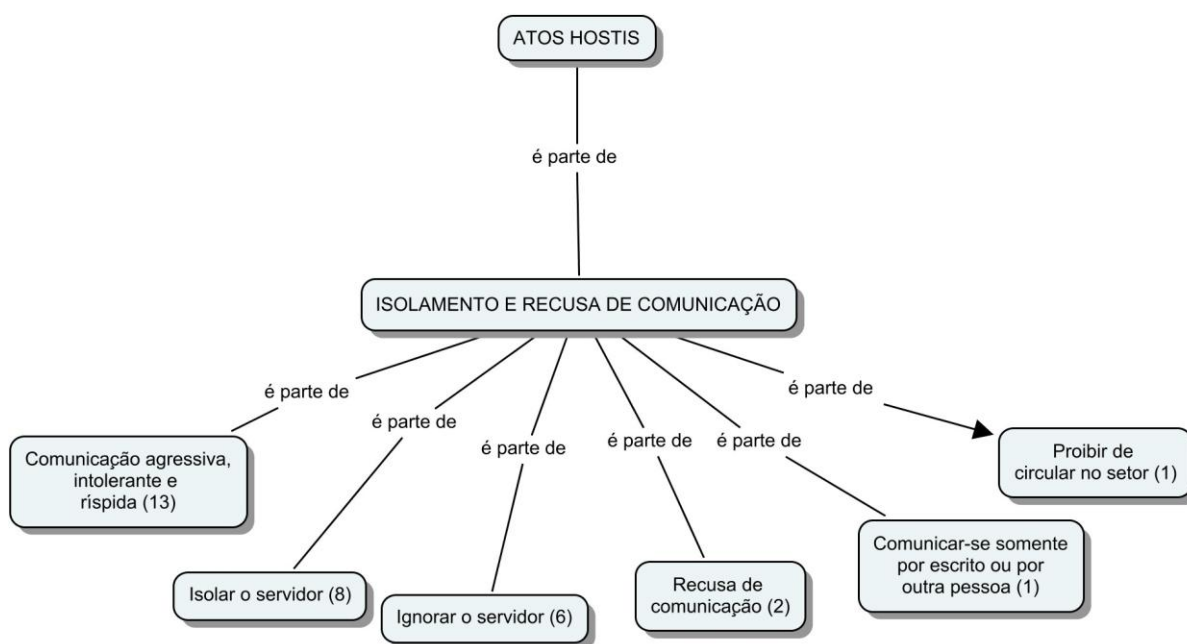 ATOS HOSTIS
é parte de
ISOLAMENTO E RECUSA DE COMUNICAÇÃO
é parte de
é parte de
é parte de
é parte de
é parte de
é parte de
Comunicação agressiva,
intolerante e
ríspida (13)
Isolar o servidor (8)
Ignorar o servidor (6)
Recusa de
comunicação (2)
Comunicar-se somente
por escrito ou por
outra pessoa (1)
Proibir de
circular no setor (1)